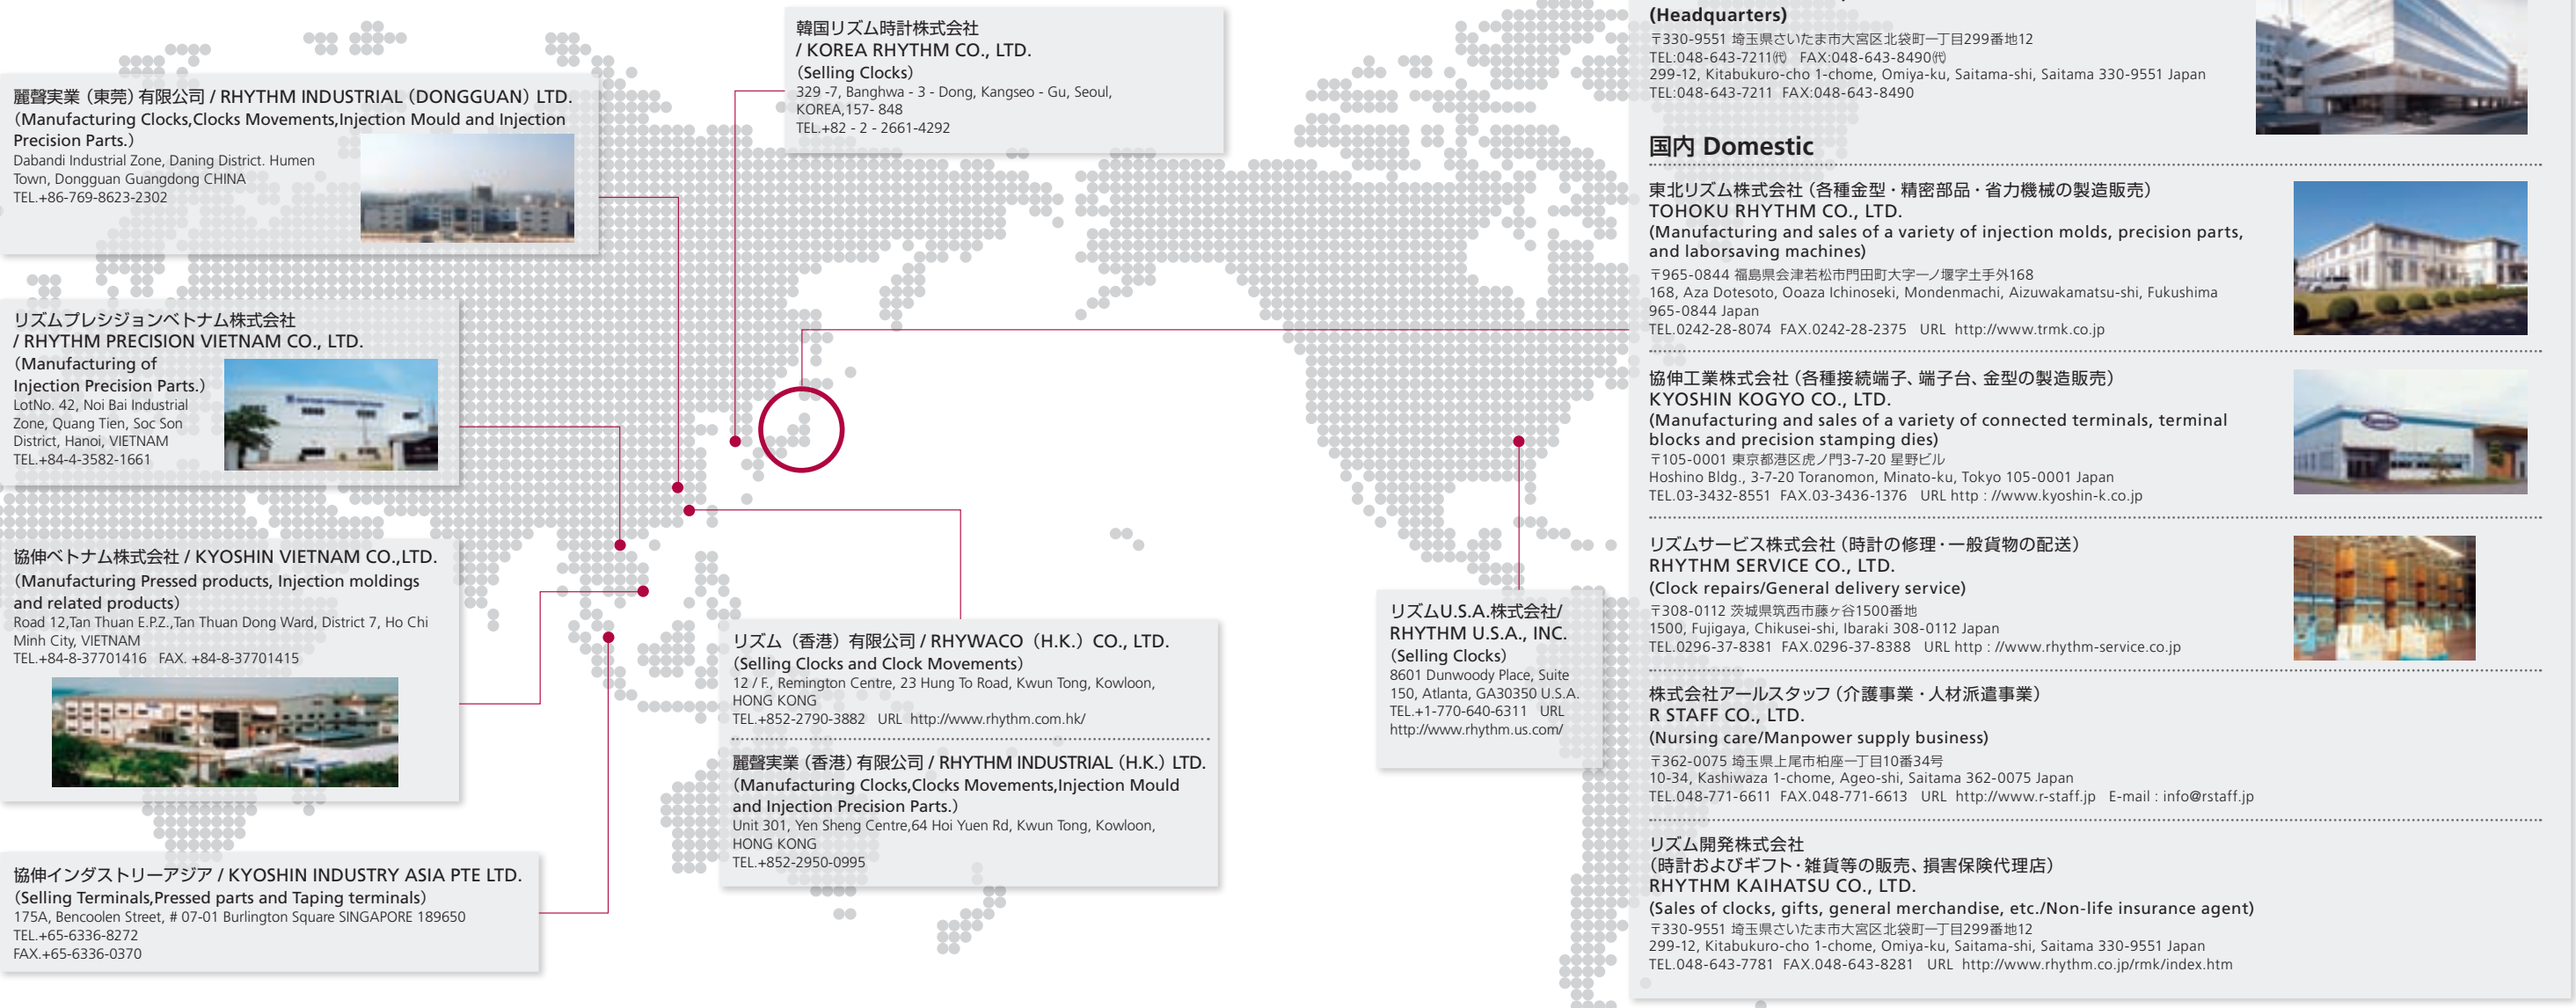 麗聲実業（東莞）有限公司 / RHYTHM INDUSTRIAL（DONGGUAN）LTD.
（Manufacturing Clocks,Clocks Movements,Injection Mould and Injection
Precision Parts.）
Dabandi Industrial Zone, Daning District. Humen
Town, Dongguan Guangdong CHINA
TEL.+86-769-8623-2302
リズムプレシジョンベトナム株式会社
/ RHYTHM PRECISION VIETNAM CO., LTD.
（Manufacturing of
Injection Precision Parts.）
LotNo. 42, Noi Bai Industrial
Zone, Quang Tien, Soc Son
District, Hanoi, VIETNAM
TEL.+84-4-3582-1661
協伸ベトナム株式会社 / KYOSHIN VIETNAM CO.,LTD.
（Manufacturing Pressed products, Injection moldings
and related products）
Road 12,Tan Thuan E.P.Z.,Tan Thuan Dong Ward, District 7, Ho Chi
Minh City, VIETNAM
TEL.+84-8-37701416 FAX. +84-8-37701415
協伸インダストリーアジア / KYOSHIN INDUSTRY ASIA PTE LTD.
（Selling Terminals,Pressed parts and Taping terminals）
175A, Bencoolen Street, # 07-01 Burlington Square SINGAPORE 189650
TEL.+65-6336-8272
FAX.+65-6336-0370
韓国リズム時計株式会社
/ KOREA RHYTHM CO., LTD.
（Selling Clocks）
329 -7, Banghwa - 3 - Dong, Kangseo - Gu, Seoul,
KOREA,157- 848
TEL.+82 - 2 - 2661-4292
リズム（香港）有限公司 / RHYWACO（H.K.）CO., LTD.
（Selling Clocks and Clock Movements）
12 / F., Remington Centre, 23 Hung To Road, Kwun Tong, Kowloon,
HONG KONG
TEL.+852-2790-3882 URL http://www.rhythm.com.hk/
麗聲実業（香港）有限公司 / RHYTHM INDUSTRIAL（H.K.）LTD.
（Manufacturing Clocks,Clocks Movements,Injection Mould
and Injection Precision Parts.）
Unit 301, Yen Sheng Centre,64 Hoi Yuen Rd, Kwun Tong, Kowloon,
HONG KONG
TEL.+852-2950-0995
リズムU.S.A.株式会社/
RHYTHM U.S.A., INC.
（Selling Clocks）
8601 Dunwoody Place, Suite
150, Atlanta, GA30350 U.S.A.
TEL.+1-770-640-6311 URL
http://www.rhythm.us.com/
(Headquarters)
〒330-9551 埼玉県さいたま市大宮区北袋町一丁目299番地12
TEL:048-643-7211㈹ FAX:048-643-8490㈹
299-12, Kitabukuro-cho 1-chome, Omiya-ku, Saitama-shi, Saitama 330-9551 Japan
TEL:048-643-7211 FAX:048-643-8490
国内 Domestic
東北リズム株式会社（各種金型・精密部品・省力機械の製造販売）
TOHOKU RHYTHM CO., LTD.
(Manufacturing and sales of a variety of injection molds, precision parts,
and laborsaving machines)
〒965-0844 福島県会津若松市門田町大字一ノ堰字土手外168
168, Aza Dotesoto, Ooaza Ichinoseki, Mondenmachi, Aizuwakamatsu-shi, Fukushima
965-0844 Japan
TEL.0242-28-8074 FAX.0242-28-2375 URL http://www.trmk.co.jp
協伸工業株式会社（各種接続端子、端子台、金型の製造販売）
KYOSHIN KOGYO CO., LTD.
(Manufacturing and sales of a variety of connected terminals, terminal
blocks and precision stamping dies)
〒105-0001 東京都港区虎ノ門3-7-20 星野ビル
Hoshino Bldg., 3-7-20 Toranomon, Minato-ku, Tokyo 105-0001 Japan
TEL.03-3432-8551 FAX.03-3436-1376 URL http : //www.kyoshin-k.co.jp
リズムサービス株式会社（時計の修理・一般貨物の配送）
RHYTHM SERVICE CO., LTD.
(Clock repairs/General delivery service)
〒308-0112 茨城県筑西市藤ヶ谷1500番地
1500, Fujigaya, Chikusei-shi, Ibaraki 308-0112 Japan
TEL.0296-37-8381 FAX.0296-37-8388 URL http : //www.rhythm-service.co.jp
株式会社アールスタッフ（介護事業・人材派遣事業）
R STAFF CO., LTD.
(Nursing care/Manpower supply business)
〒362-0075 埼玉県上尾市柏座一丁目10番34号
10-34, Kashiwaza 1-chome, Ageo-shi, Saitama 362-0075 Japan
TEL.048-771-6611 FAX.048-771-6613 URL http://www.r-staff.jp E-mail : info@rstaff.jp
リズム開発株式会社
（時計およびギフト・雑貨等の販売、損害保険代理店）
RHYTHM KAIHATSU CO., LTD.
(Sales of clocks, gifts, general merchandise, etc./Non-life insurance agent)
〒330-9551 埼玉県さいたま市大宮区北袋町一丁目299番地12
299-12, Kitabukuro-cho 1-chome, Omiya-ku, Saitama-shi, Saitama 330-9551 Japan
TEL.048-643-7781 FAX.048-643-8281 URL http://www.rhythm.co.jp/rmk/index.htm